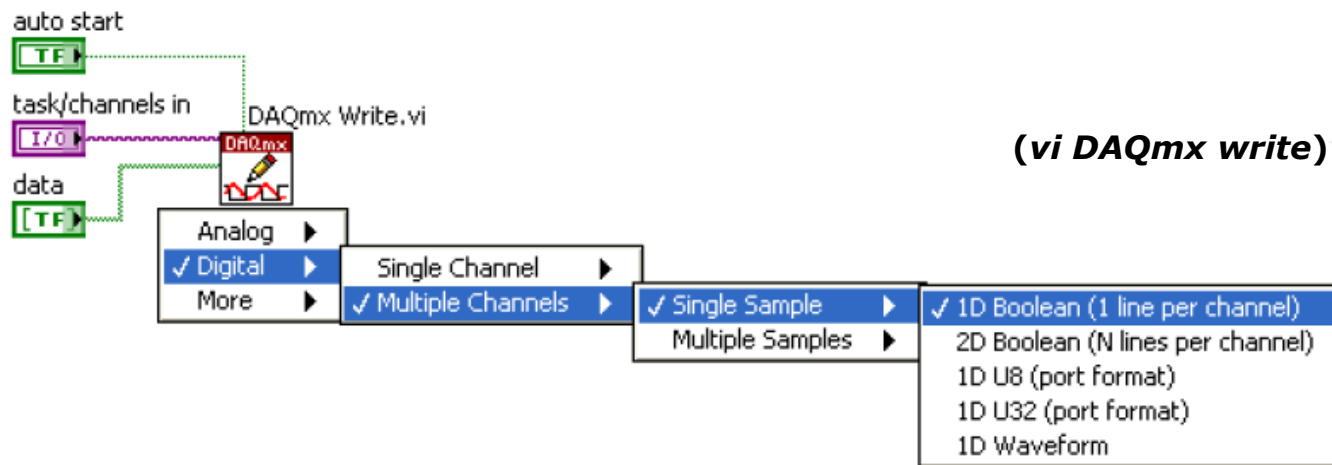 auto start
TF
task/channels in
DAQmx Write.vi
I/O
DAQmx
(vi DAQmx write)
data
[TF]
Analog
✓ Digital
More
Single Channel
✓ Multiple Channels
✓ Single Sample
Multiple Samples
✓ 1D Boolean (1 line per channel)
2D Boolean (N lines per channel)
1D U8 (port format)
1D U32 (port format)
1D Waveform